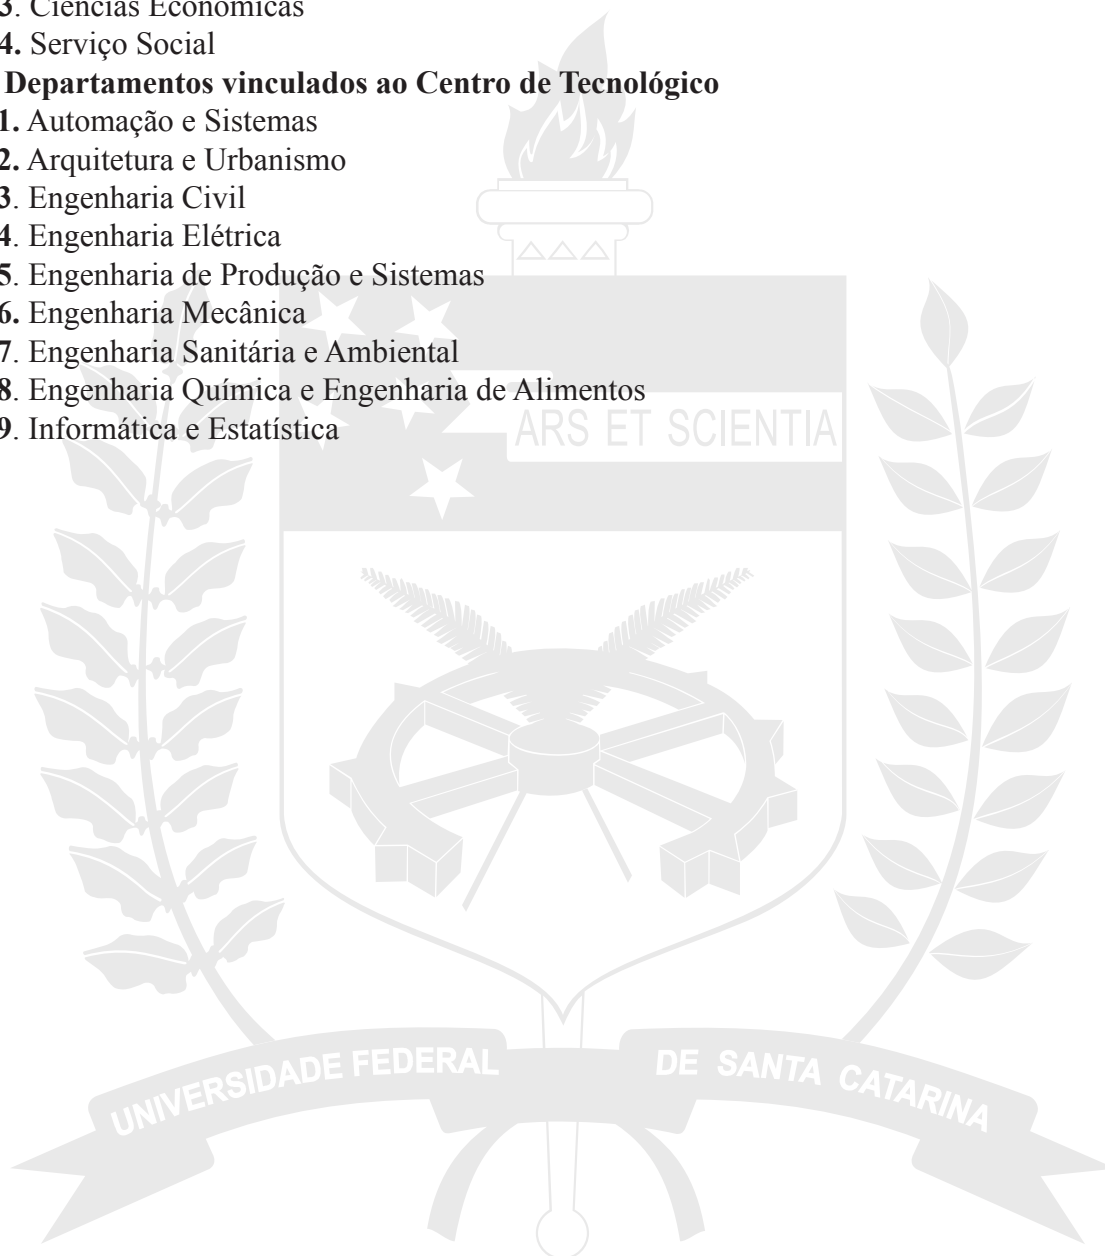 3. Ciências Econômicas
4. Serviço Social
Departamentos vinculados ao Centro de Tecnológico
1. Automação e Sistemas
2. Arquitetura e Urbanismo
3. Engenharia Civil
4. Engenharia Elétrica
5. Engenharia de Produção e Sistemas
6. Engenharia Mecânica
7. Engenharia Sanitária e Ambiental
8. Engenharia Química e Engenharia de Alimentos
9. Informática e Estatística
ARS ET SCIENTIA
UNIVERSIDADE FEDERAL DE SANTA CATARINA